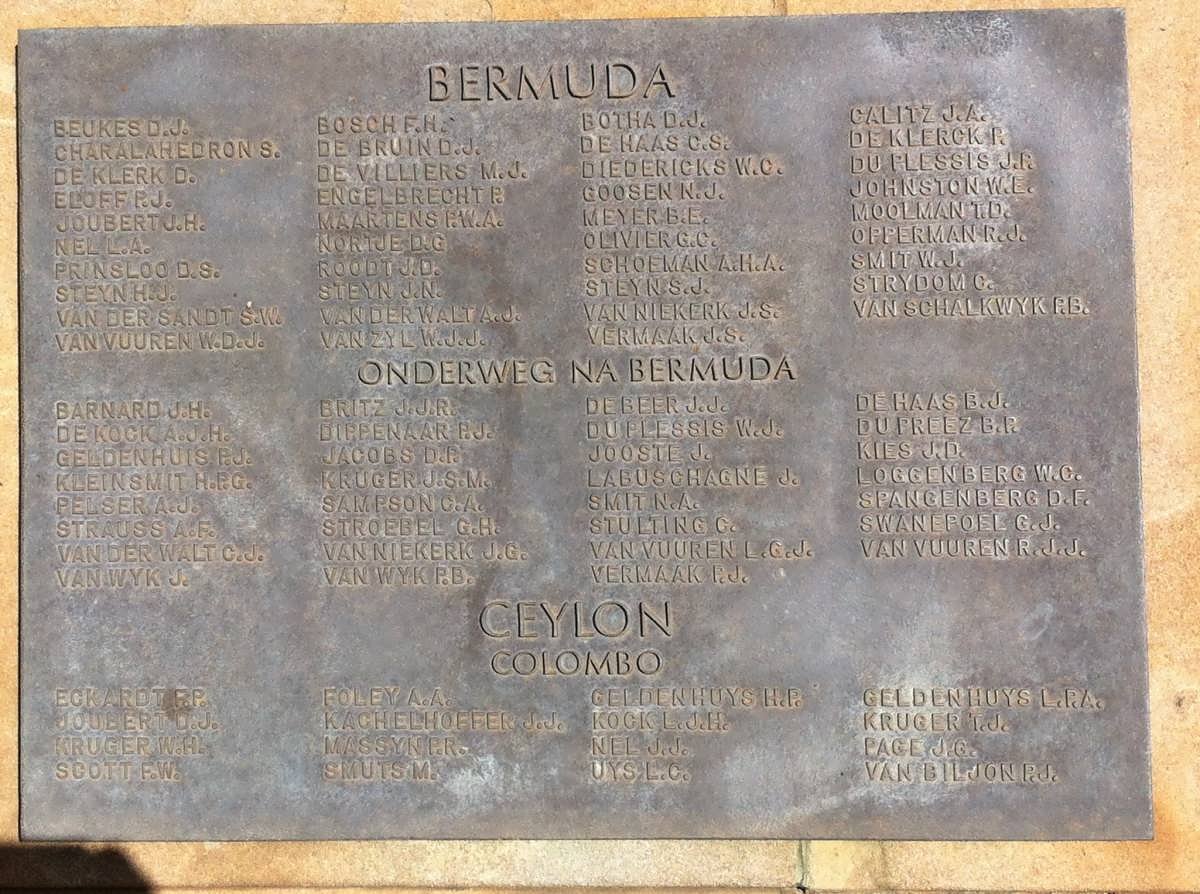 BERMUDA
BEUKES D.J. BOSCH F.H. BOTHA D.J. CALITZ J.A.
CHARALAHEDRON S. DE BRUIN D.J. DE HAAS C.S. DE KLERCK P.
DE KLERK D. DE VILLIERS M.J. DIEDERICKS W.C. DU PLESSIS J.P.
ELOFF P.J. ENGELBRECHT P. GOOSEN N.J. JOHNSTON W.E.
JOUBERT J.H. MAARTENS P.W.A. MEYER B.E. MOOLMAN T.D.
NEL L.A. NORTJE D.G OLIVIER G.C. OPPERMAN R.J.
PRINSLOO D.S. ROODT J.D. SCHOEMAN A.H.A. SMIT W.J.
STEYN H.J. STEYN J.N. STEYN S.J. STRYDOM C.
VAN DER SANDT S.W. VAN DER WALT A.J. VAN NIEKERK J.S. VAN SCHALKWYK P.B.
VAN VUUREN W.D.J. VAN ZYL W.J.J. VERMAAK J.S.
ONDERWEG NA BERMUDA
BARNARD J.H. BRITZ J.J.R. DE BEER J.J. DE HAAS B.J.
DE KOCK A.J.H. DIPPENAAR P.J. DU PLESSIS W.J. DU PREEZ B.P.
GELDENHUIS P.J. JACOBS D.P. JOOSTE J. KIES J.D.
KLEINSMIT H.P.G. KRUGER J.S.M. LABUSCHAGNE J. LOGGENBERG W.C.
PELSER A.J. SAMPSON C.A. SMIT N.A. SPANGENBERG D.F.
STRAUSS A.F. STROEBEL G.H. STULTING C. SWANEPOEL G.J.
VAN DER WALT C.J. VAN NIEKERK J.G. VAN VUUREN L.G.J. VAN VUUREN R.J.J.
VAN WYK J. VAN WYK P.B. VERMAAK P.J.
CEYLON
COLOMBO
ECKARDT F.P. FOLEY A.A. GELDENHUYS H.P. GELDENHUYS L.P.A.
JOUBERT D.J. KACHELHOFFER J.J. KOCK L.J.H. KRUGER T.J.
KRUGER W.H. MASSYN P.R. NEL J.J. PAGE J.G.
SCOTT F.W. SMUTS M. UYS L.C. VAN BILJON P.J.